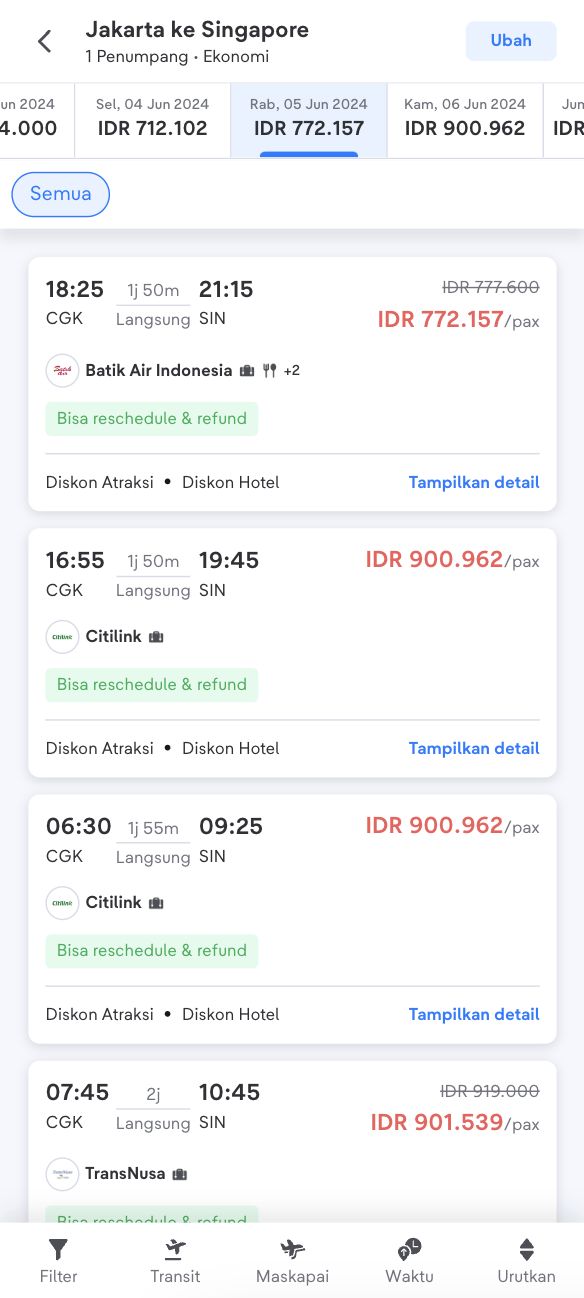 Jakarta ke Singapore
1 Penumpang • Ekonomi
Ubah
un 2024
4.000
Sel, 04 Jun 2024
IDR 712.102
Rab, 05 Jun 2024
IDR 772.157
Kam, 06 Jun 2024
IDR 900.962
Jun
IDR
Semua
18:25 1j 50m 21:15 IDR 777.600
CGK Langsung SIN IDR 772.157/pax
Batik Air Indonesia +2
Bisa reschedule & refund
Diskon Atraksi • Diskon Hotel Tampilkan detail
16:55 1j 50m 19:45 IDR 900.962/pax
CGK Langsung SIN
Citilink Citilink
Bisa reschedule & refund
Diskon Atraksi • Diskon Hotel Tampilkan detail
06:30 1j 55m 09:25 IDR 900.962/pax
CGK Langsung SIN
Citilink Citilink
Bisa reschedule & refund
Diskon Atraksi • Diskon Hotel Tampilkan detail
07:45 2j 10:45 IDR 919.000
CGK Langsung SIN IDR 901.539/pax
TransNusa
Bisa reschedule & refund
Filter Transit Maskapai Waktu Urutkan